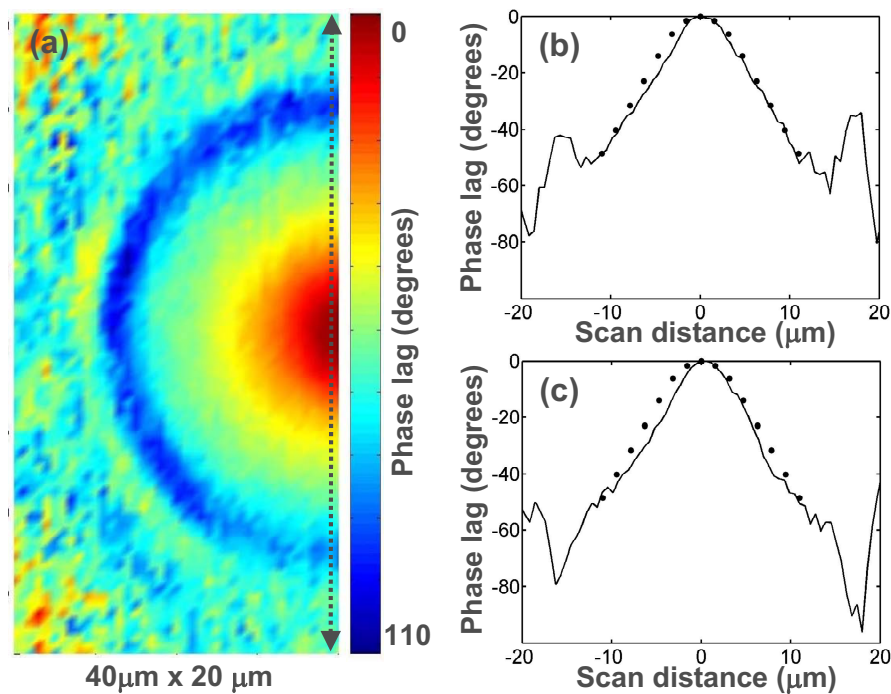 (a)
0
Phase lag (degrees)
110
40μm x 20 μm
(b)
0
-20
-40
-60
-80
Phase lag (degrees)
-20 -10 0 10 20
Scan distance (μm)
(c)
0
-20
-40
-60
-80
Phase lag (degrees)
-20 -10 0 10 20
Scan distance (μm)